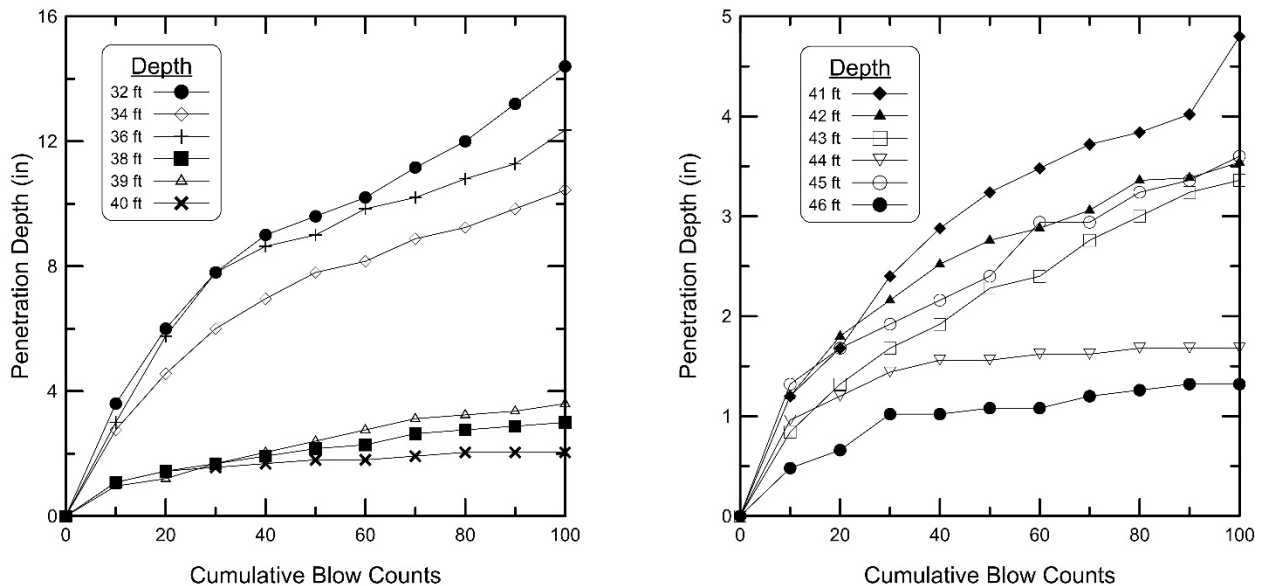 16
12
8
4
0
Depth
32 ft
34 ft
36 ft
38 ft
39 ft
40 ft
Penetration Depth (in)
0 20 40 60 80 100
Cumulative Blow Counts
5
4
3
2
1
0
Depth
41 ft
42 ft
43 ft
44 ft
45 ft
46 ft
Penetration Depth (in)
0 20 40 60 80 100
Cumulative Blow Counts